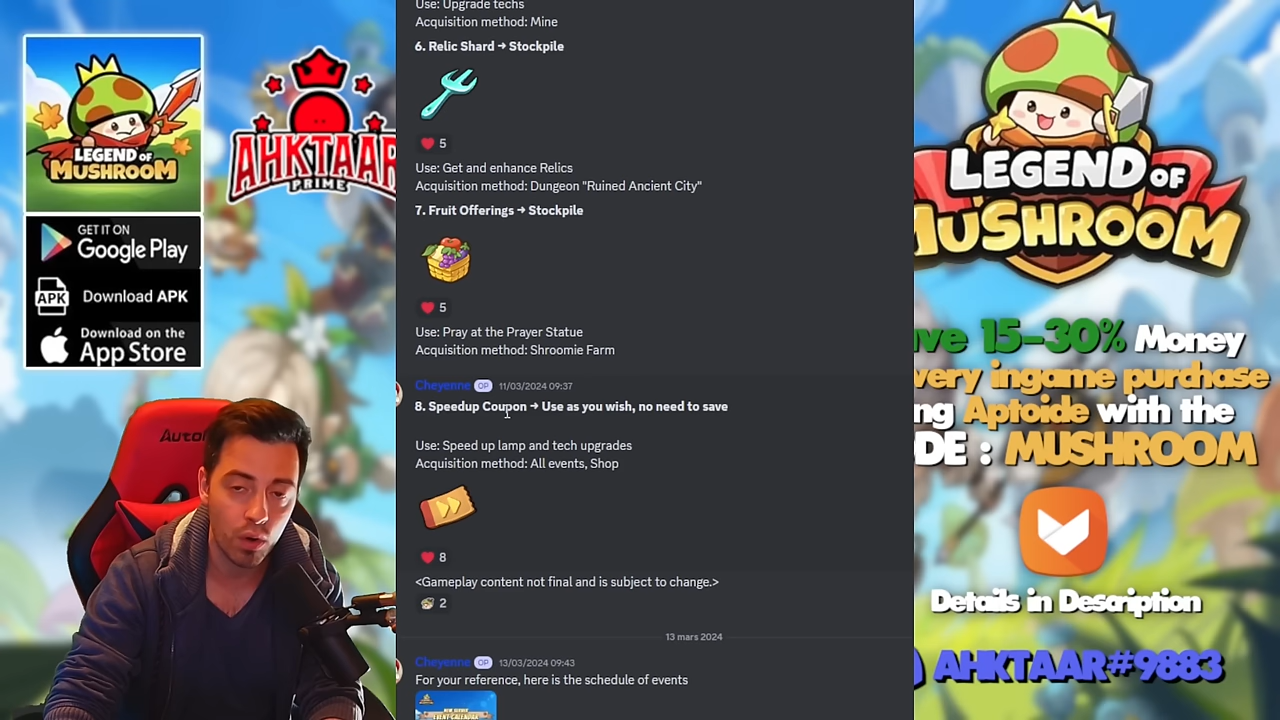 LEGEND OF
MUSHROOM
AHKTAAR
PRIME
GET IT ON
Google Play
APK
Download APK
Download on the
App Store
Use: Upgrade techs
Acquisition method: Mine
6. Relic Shard → Stockpile
5
Use: Get and enhance Relics
Acquisition method: Dungeon "Ruined Ancient City"
7. Fruit Offerings → Stockpile
5
Use: Pray at the Prayer Statue
Acquisition method: Shroomie Farm
Cheyenne OP 11/03/2024 09:37
8. Speedup Coupon → Use as you wish, no need to save
Use: Speed up lamp and tech upgrades
Acquisition method: All events, Shop
8
<Gameplay content not final and is subject to change.>
2
13 mars 2024
Cheyenne OP 13/03/2024 09:43
For your reference, here is the schedule of events
NEW SERVER
EVENT CALENDAR
LEGEND OF
MUSHROOM
ve 15-30% Money
very ingame purchase
ng Aptoide with the
DE : MUSHROOM
Details in Description
AHKTAAR#9883